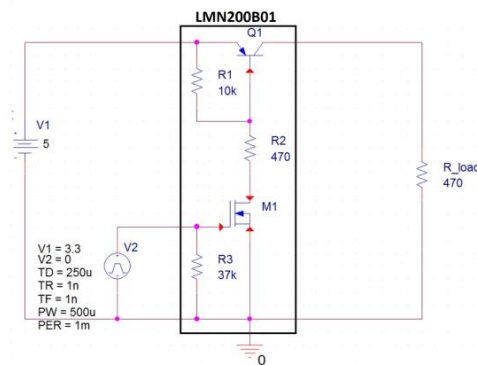 LMN200B01
Q1
R1
10k
V1
5
R2
470
R_load
470
M1
V1 = 3.3
V2 = 0
TD = 250u
TR = 1n
TF = 1n
PW = 500u
PER = 1m
V2
R3
37k
0